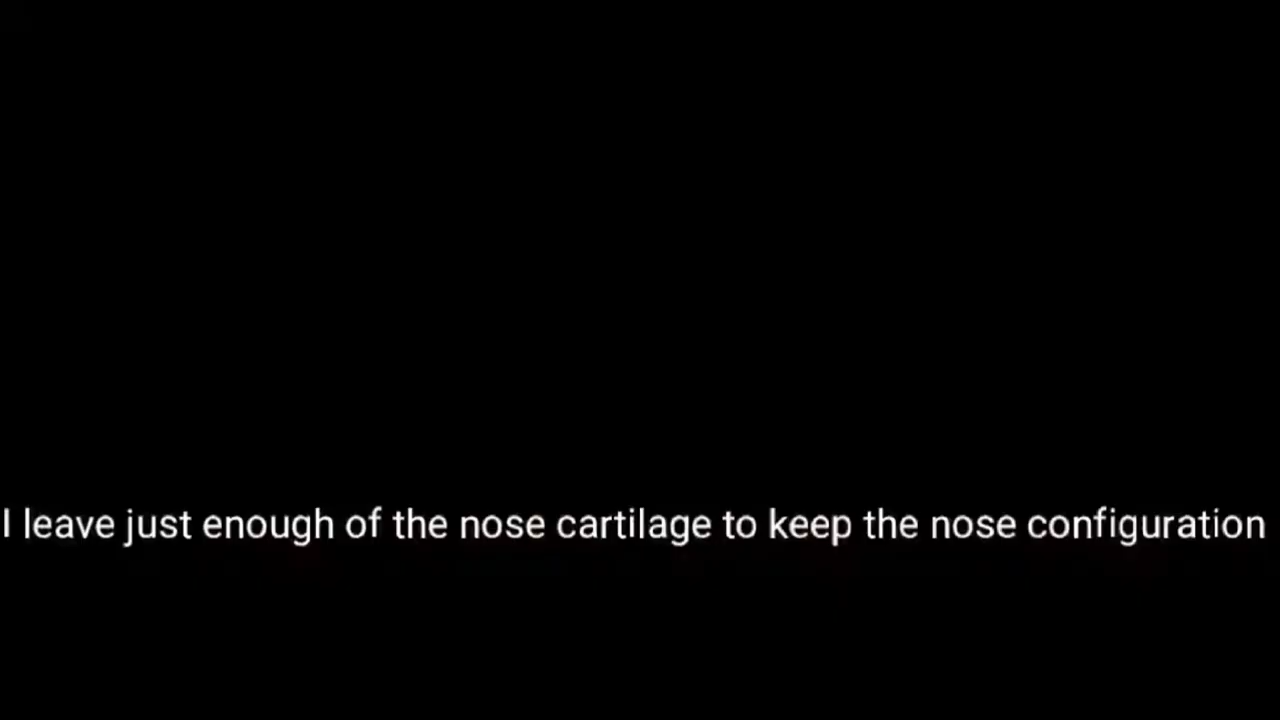 I leave just enough of the nose cartilage to keep the nose configuration